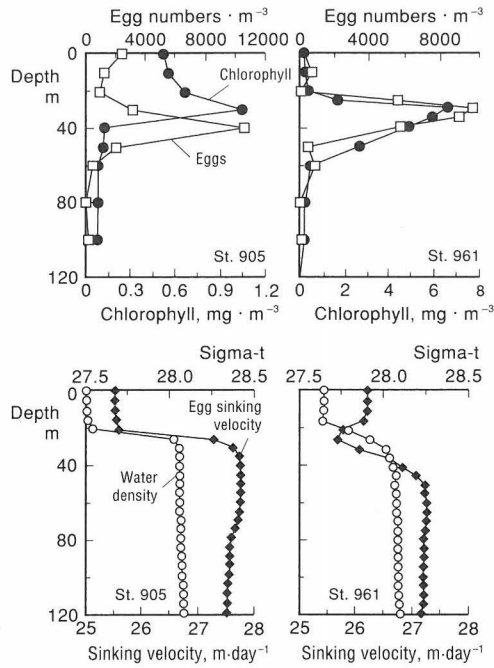 Egg numbers · m⁻³ Egg numbers · m⁻³
0 4000 8000 12000 0 4000 8000
0
Depth
m
40
80
120
Chlorophyll
Eggs
St. 905 St. 961
0 0.3 0.6 0.9 1.2 0 2 4 6 8
Chlorophyll, mg · m⁻³ Chlorophyll, mg · m⁻³
Sigma-t Sigma-t
27.5 28.0 28.5 27.5 28.0 28.5
0
Depth
m
40
80
120
Egg sinking
velocity
Water
density
St. 905 St. 961
25 26 27 28 25 26 27 28
Sinking velocity, m·day⁻¹ Sinking velocity, m·day⁻¹